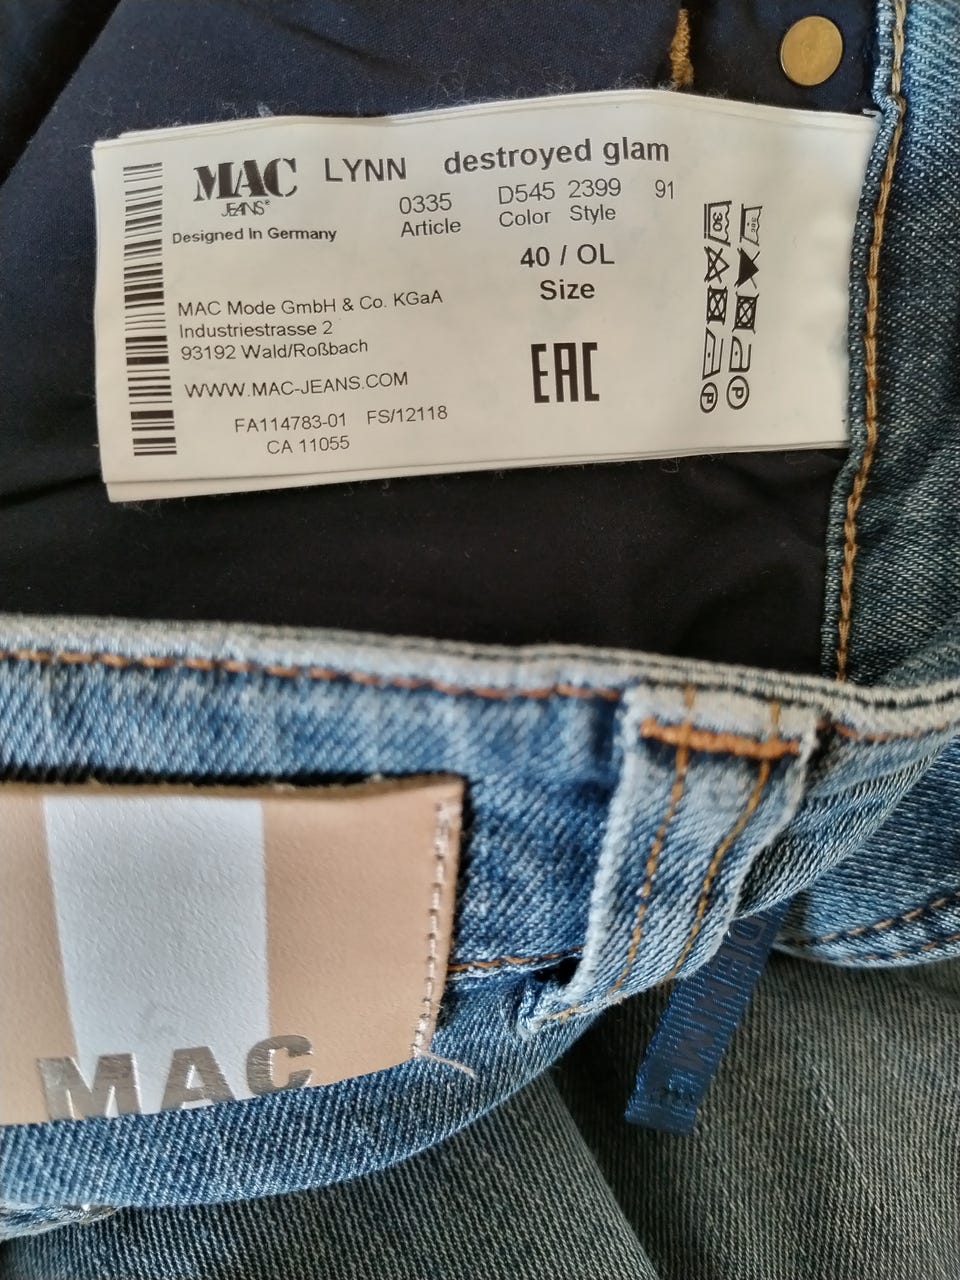 MAC LYNN destroyed glam
JEANS®
0335 D545 2399 91
Article Color Style
Designed In Germany
40 / OL
Size
MAC Mode GmbH & Co. KGaA
Industriestrasse 2
93192 Wald/Roßbach
WWW.MAC-JEANS.COM
EAC
FA114783-01 FS/12118
CA 11055
30
P
P
MAC
DENIM